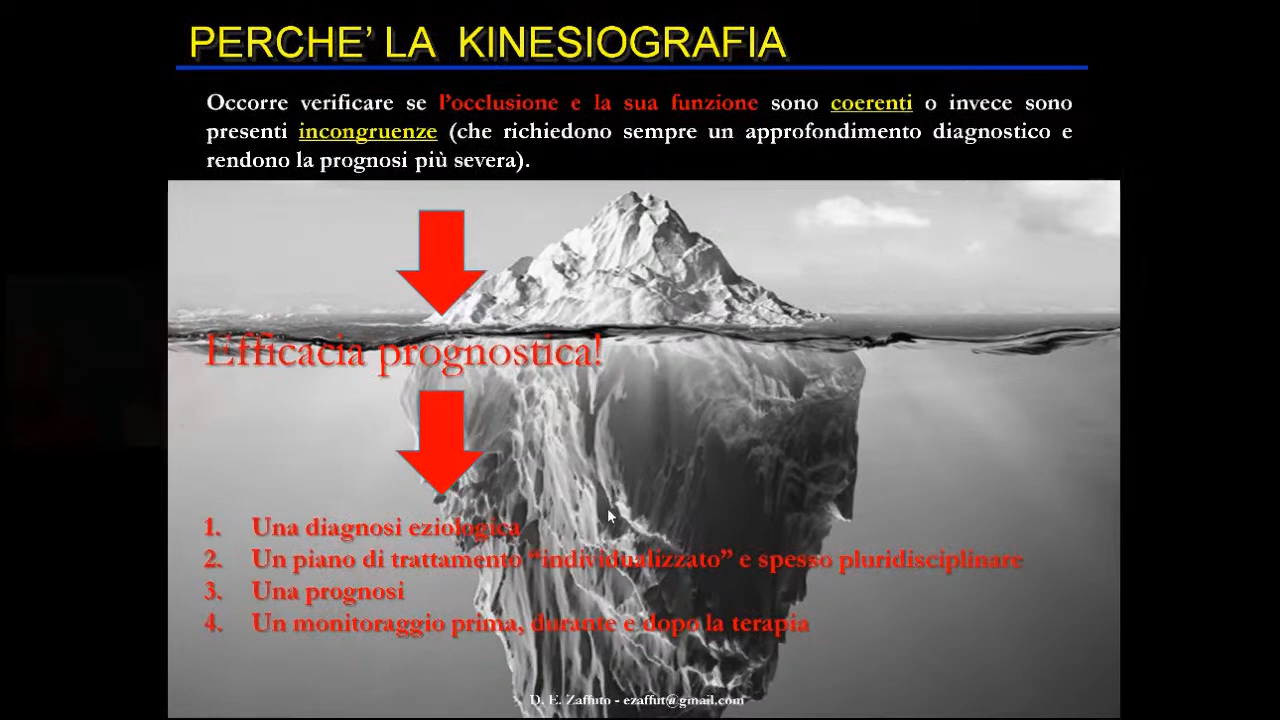 PERCHE’ LA KINESIOGRAFIA
Occorre verificare se l’occlusione e la sua funzione sono coerenti o invece sono
presenti incongruenze (che richiedono sempre un approfondimento diagnostico e
rendono la prognosi più severa).
Efficacia prognostica!
1. Una diagnosi eziologica
2. Un piano di trattamento “individualizzato” e spesso pluridisciplinare
3. Una prognosi
4. Un monitoraggio prima, durante e dopo la terapia
D. E. Zaffuto - ezaffut@gmail.com